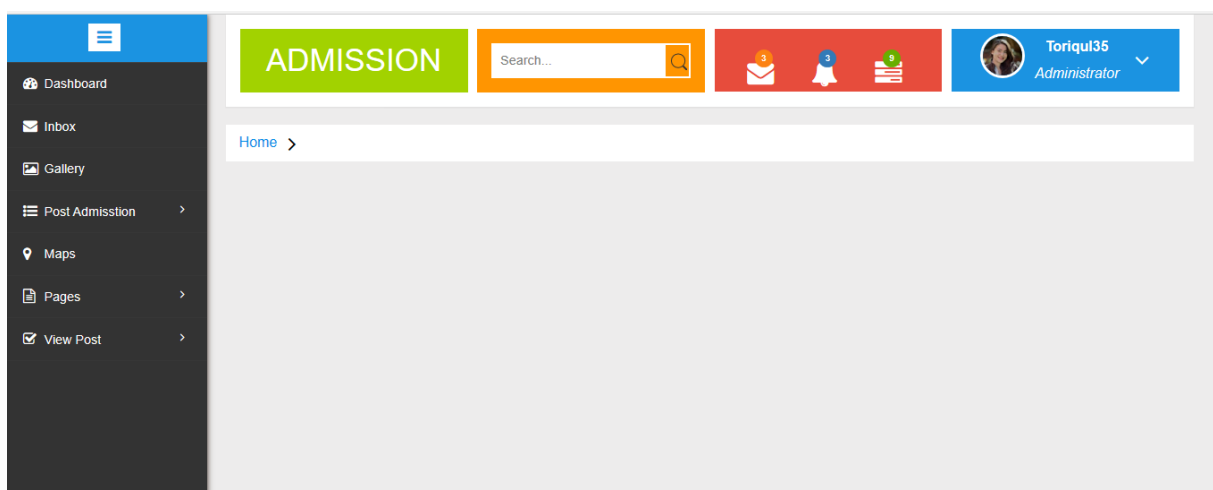 ADMISSION
Search...
3
3
9
Toriqul35
Administrator
Dashboard
Inbox
Gallery
Post Admisstion
Maps
Pages
View Post
Home